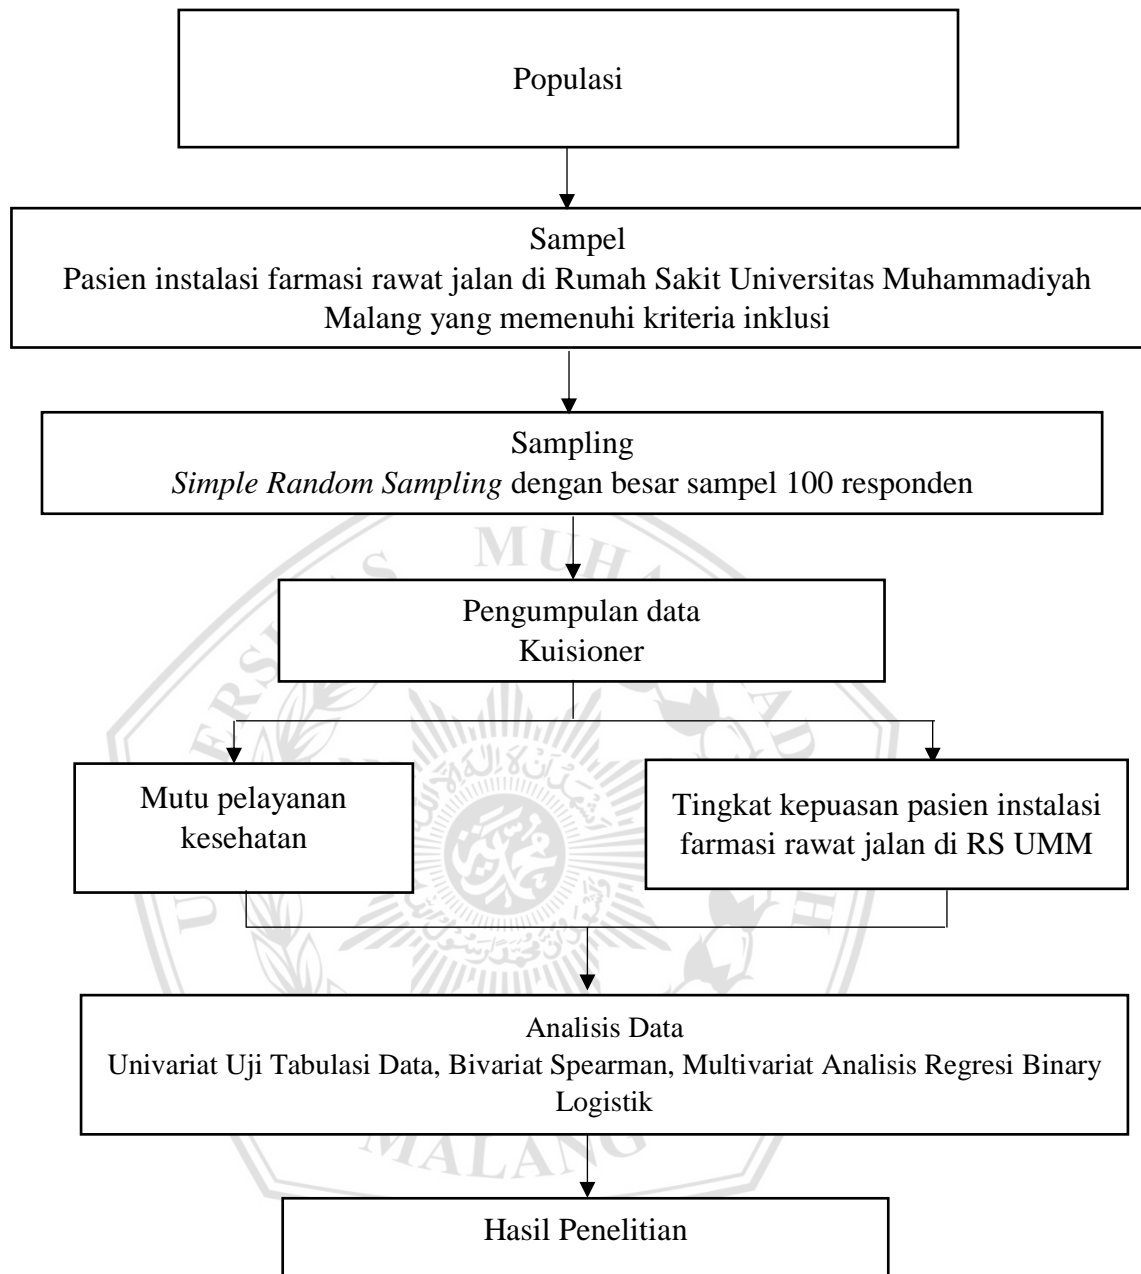 Populasi
Sampel
Pasien instalasi farmasi rawat jalan di Rumah Sakit Universitas Muhammadiyah
Malang yang memenuhi kriteria inklusi
Sampling
Simple Random Sampling dengan besar sampel 100 responden
Pengumpulan data
Kuisioner
Mutu pelayanan
kesehatan
Tingkat kepuasan pasien instalasi
farmasi rawat jalan di RS UMM
Analisis Data
Univariat Uji Tabulasi Data, Bivariat Spearman, Multivariat Analisis Regresi Binary
Logistik
MALANG
Hasil Penelitian